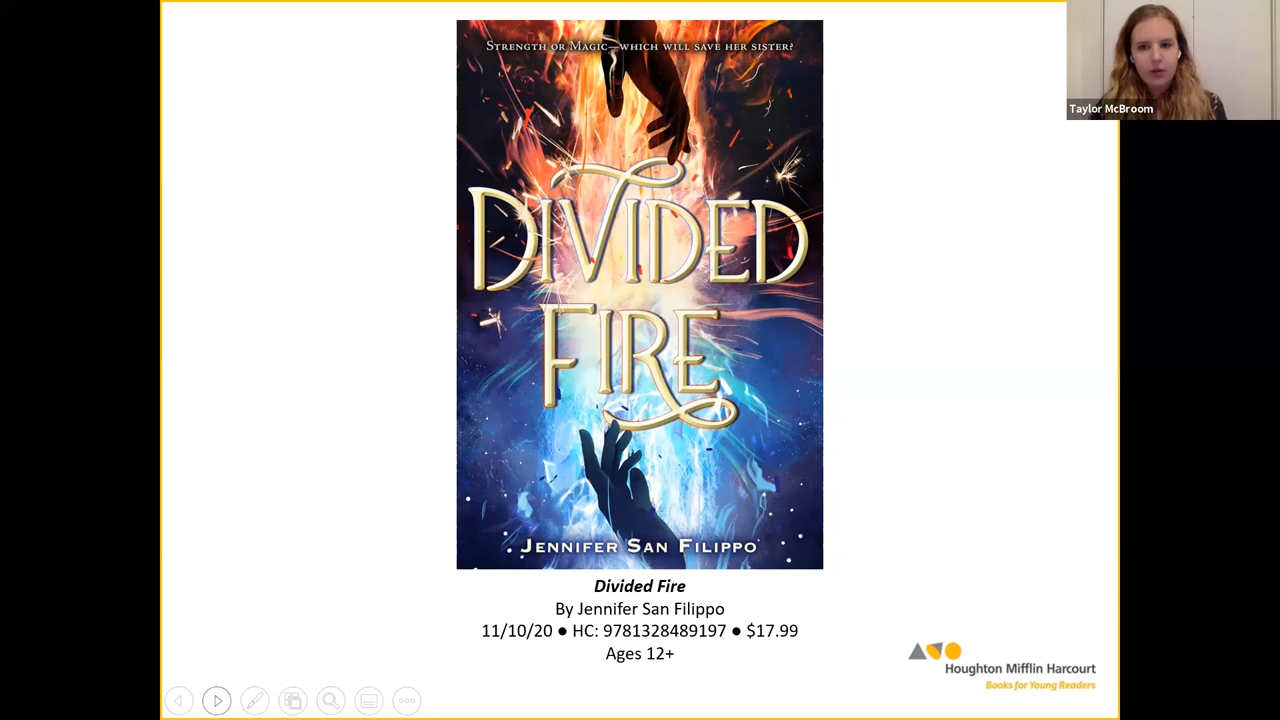 STRENGTH OR MAGIC—WHICH WILL SAVE HER SISTER?
DIVIDED
FIRE
JENNIFER SAN FILIPPO
Divided Fire
By Jennifer San Filippo
11/10/20 ● HC: 9781328489197 ● $17.99
Ages 12+
Houghton Mifflin Harcourt
Books for Young Readers
Taylor McBroom